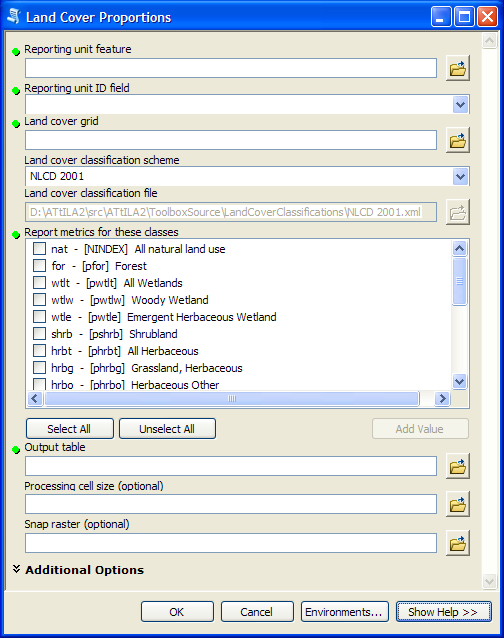 Land Cover Proportions
Reporting unit feature
Reporting unit ID field
Land cover grid
Land cover classification scheme
NLCD 2001
Land cover classification file
D:\ATtILA2\src\ATtILA2\ToolboxSource\LandCoverClassifications\NLCD 2001.xml
Report metrics for these classes
nat - [NINDEX] All natural land use
for - [pfor] Forest
wtlt - [pwtlt] All Wetlands
wtlw - [pwtlw] Woody Wetland
wtle - [pwtle] Emergent Herbaceous Wetland
shrb - [pshrb] Shrubland
hrbt - [phrbt] All Herbaceous
hrbg - [phrbg] Grassland, Herbaceous
hrbo - [phrbo] Herbaceous Other
Select All Unselect All Add Value
Output table
Processing cell size (optional)
Snap raster (optional)
Additional Options
OK Cancel Environments... Show Help >>